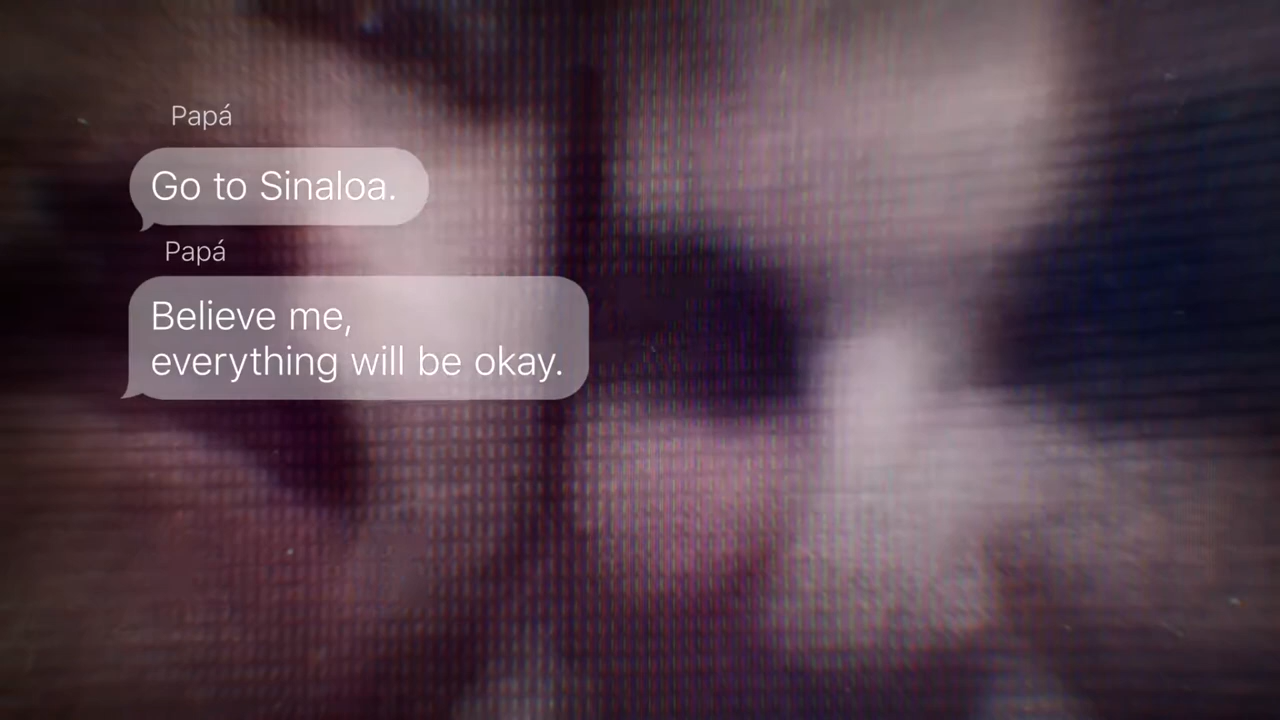 Papá
Go to Sinaloa.
Papá
Believe me,
everything will be okay.